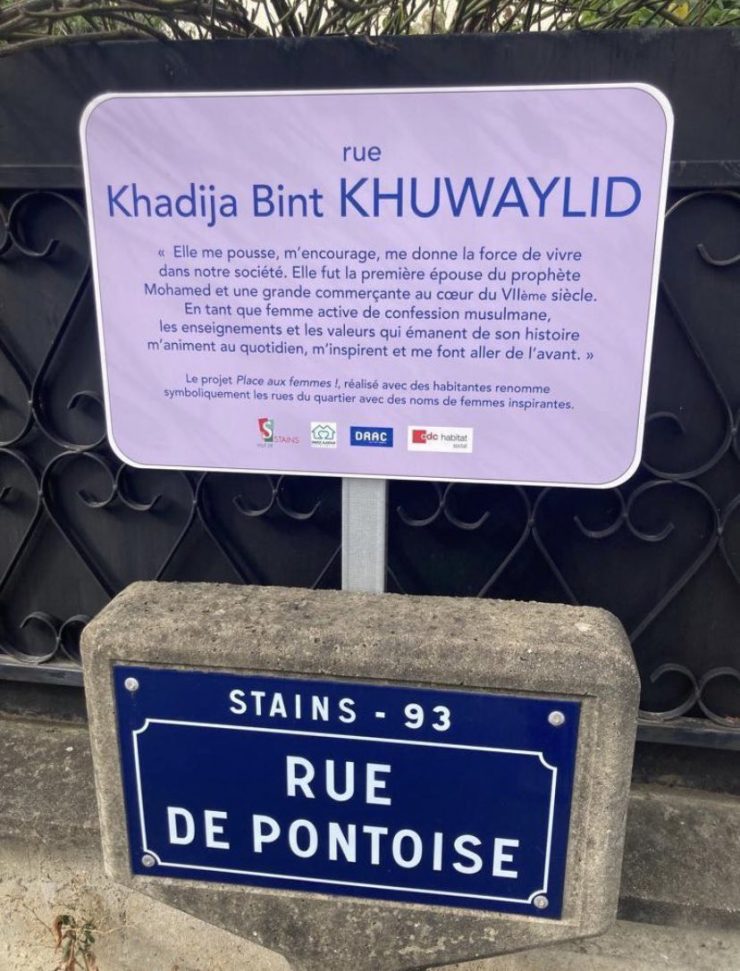 rue
Khadija Bint KHUWAYLID
« Elle me pousse, m'encourage, me donne la force de vivre
dans notre société. Elle fut la première épouse du prophète
Mohamed et une grande commerçante au cœur du VIIème siècle.
En tant que femme active de confession musulmane,
les enseignements et les valeurs qui émanent de son histoire
m'animent au quotidien, m'inspirent et me font aller de l'avant. »
Le projet Place aux femmes !, réalisé avec des habitantes renomme
symboliquement les rues du quartier avec des noms de femmes inspirantes.
STAINS
DRAC
cdc habitat
social
STAINS - 93
RUE
DE PONTOISE